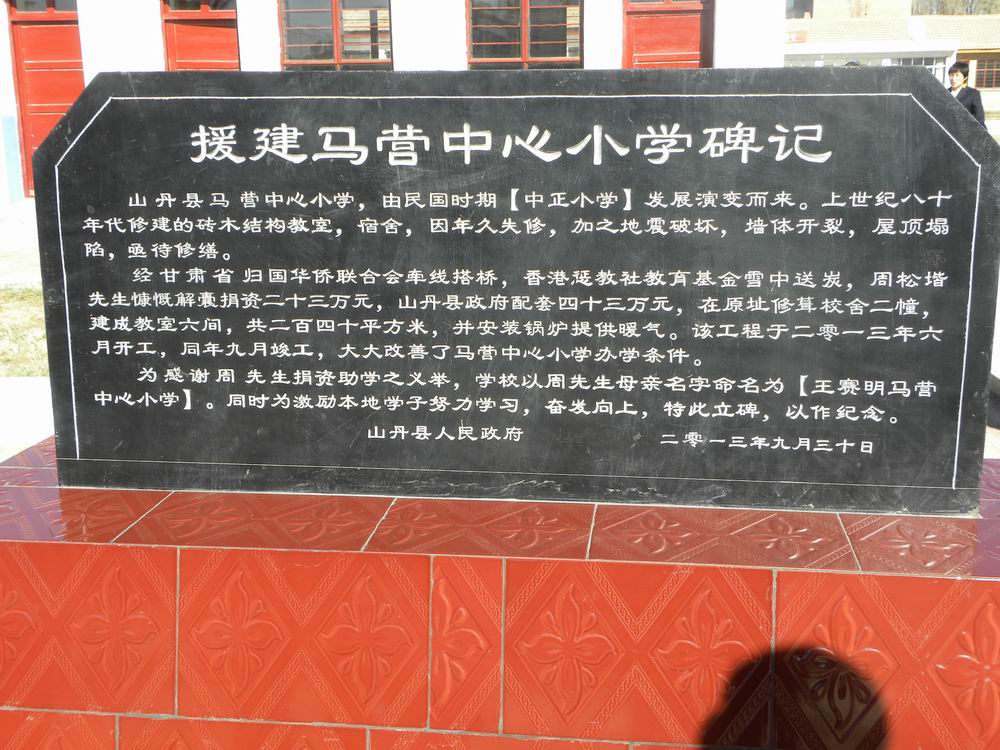 援建马营中心小学碑记
山丹县马营中心小学，由民国时期【中正小学】发展演变而来。上世纪八十
年代修建的砖木结构教室，宿舍，因年久失修，加之地震破坏，墙体开裂，屋顶塌
陷，亟待修缮。
经甘肃省归国华侨联合会牵线搭桥，香港惩教社教育基金雪中送炭，周松堦
先生慷慨解囊捐资二十三万元，山丹县政府配套四十三万元，在原址修葺校舍二幢，
建成教室六间，共二百四十平方米，并安装锅炉提供暖气。该工程于二零一三年六
月开工，同年九月竣工，大大改善了马营中心小学办学条件。
为感谢周先生捐资助学之义举，学校以周先生母亲名字命名为【王赛明马营
中心小学】。同时为激励本地学子努力学习，奋发向上，特此立碑，以作纪念。
山丹县人民政府 二零一三年九月三十日